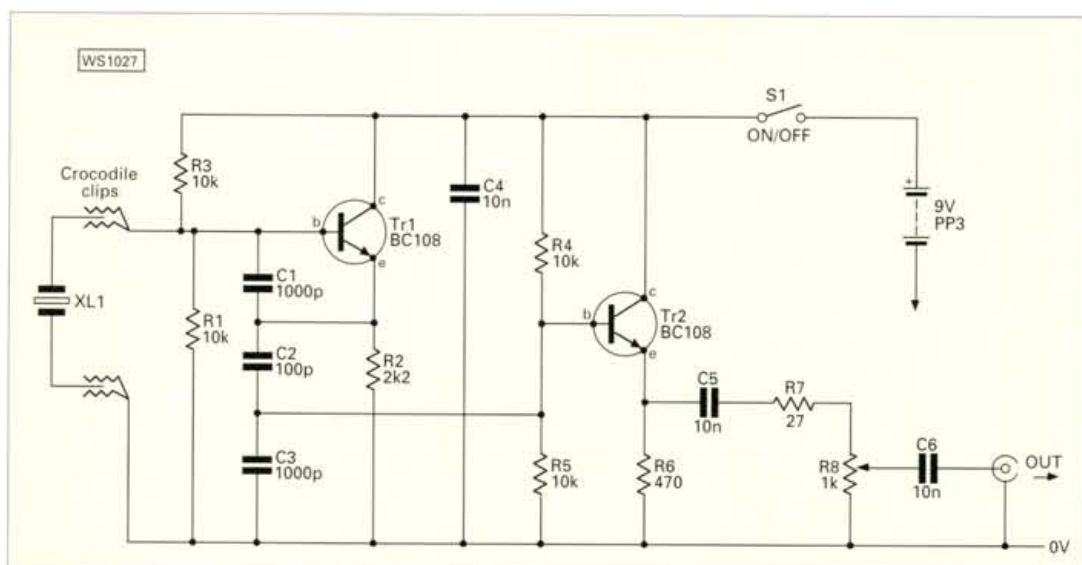 WS1027
S1
ON/OFF
R3
10k
Crocodile
clips
c
b
e
Tr1
BC108
C4
10n
+
9V
PP3
R4
10k
C1
1000p
XL1
R1
10k
c
b
e
Tr2
BC108
C2
100p
R2
2k2
C5
10n
R7
27
C3
1000p
R5
10k
R6
470
R8
1k
C6
10n
OUT
0V